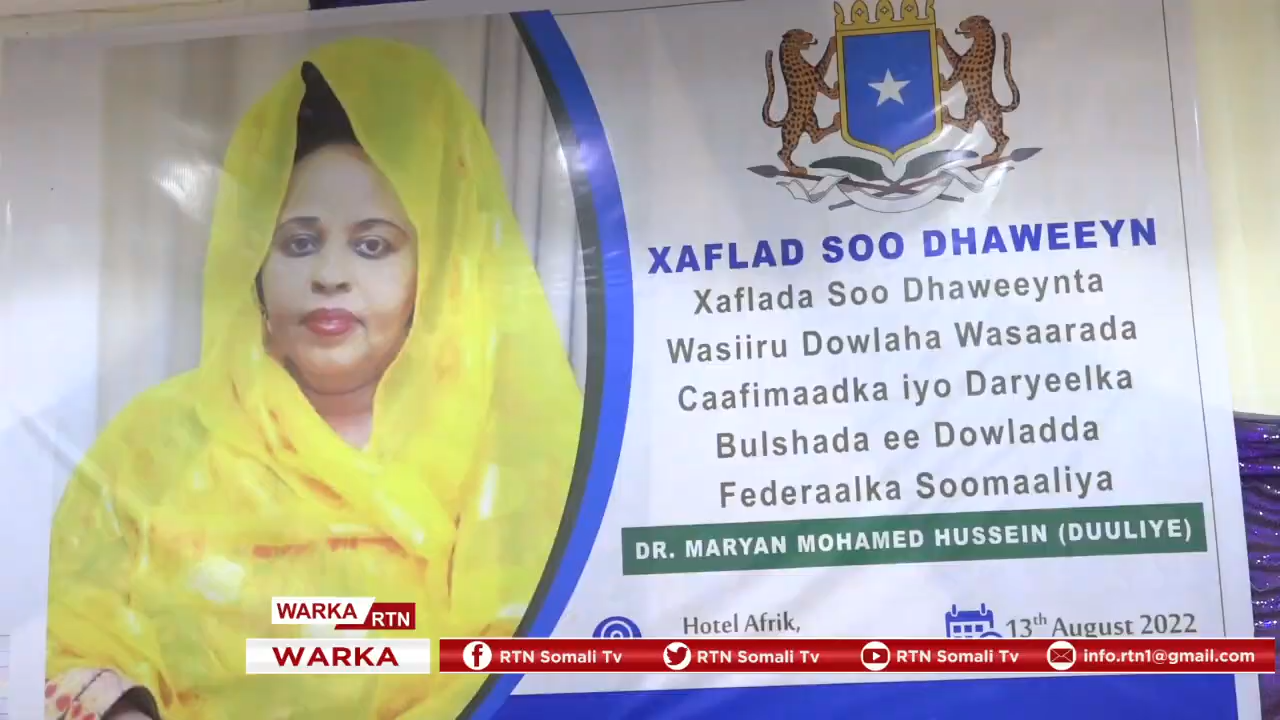 XAFLAD SOO DHAWEEYN
Xaflada Soo Dhaweeynta
Wasiiru Dowlaha Wasaarada
Caafimaadka iyo Daryeelka
Bulshada ee Dowladda
Federaalka Soomaaliya
DR. MARYAN MOHAMED HUSSEIN (DUULIYE)
Hotel Afrik,
13th August 2022
WARKA RTN
WARKA
RTN Somali Tv
RTN Somali Tv
RTN Somali Tv
info.rtn1@gmail.com